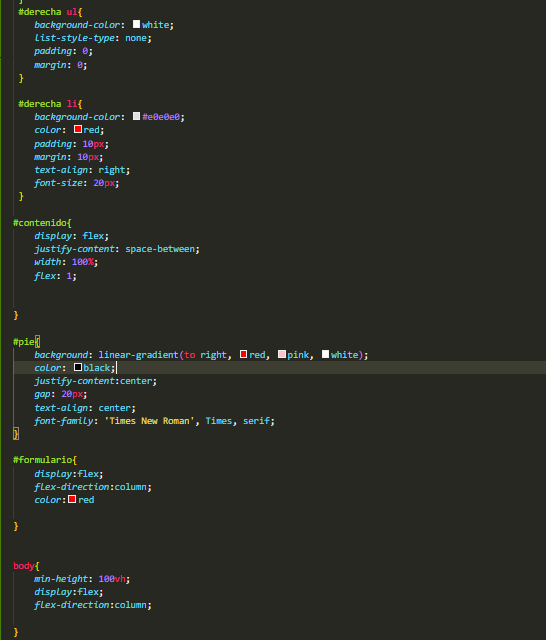 }
#derecha ul{
background-color: white;
list-style-type: none;
padding: 0;
margin: 0;
}
#derecha li{
background-color: #e0e0e0;
color: red;
padding: 10px;
margin: 10px;
text-align: right;
font-size: 20px;
}
#contenido{
display: flex;
justify-content: space-between;
width: 100%;
flex: 1;
}
#pie{
background: linear-gradient(to right, red, pink, white);
color: black;
justify-content:center;
gap: 20px;
text-align: center;
font-family: 'Times New Roman', Times, serif;
}
#formulario{
display:flex;
flex-direction:column;
color:red
}
body{
min-height: 100vh;
display:flex;
flex-direction:column;
}